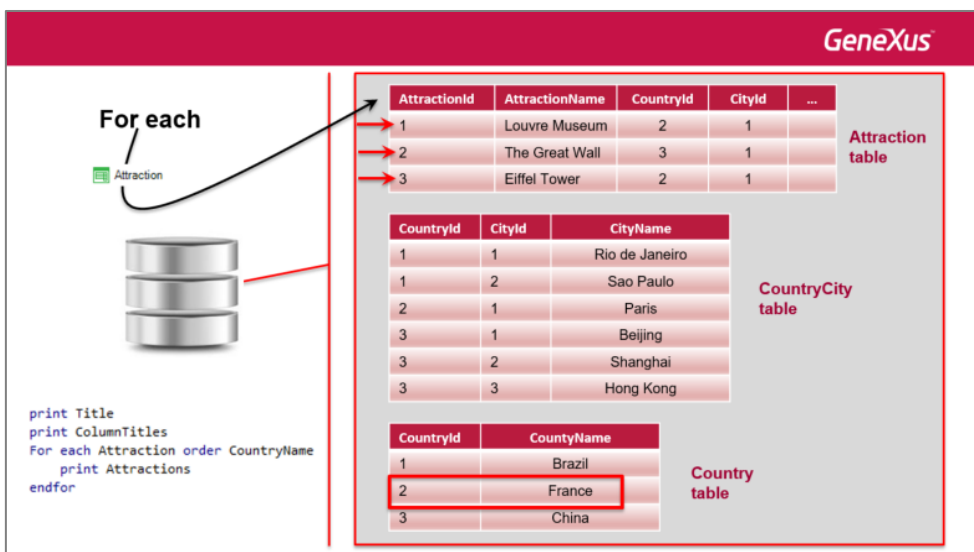 GeneXus
For each
Attraction
print Title
print ColumnTitles
For each Attraction order CountryName
print Attractions
endfor
AttractionId AttractionName CountryId CityId ...
1 Louvre Museum 2 1
2 The Great Wall 3 1
3 Eiffel Tower 2 1
Attraction
table
CountryId CityId CityName
1 1 Rio de Janeiro
1 2 Sao Paulo
2 1 Paris
3 1 Beijing
3 2 Shanghai
3 3 Hong Kong
CountryCity
table
CountryId CountyName
1 Brazil
2 France
3 China
Country
table